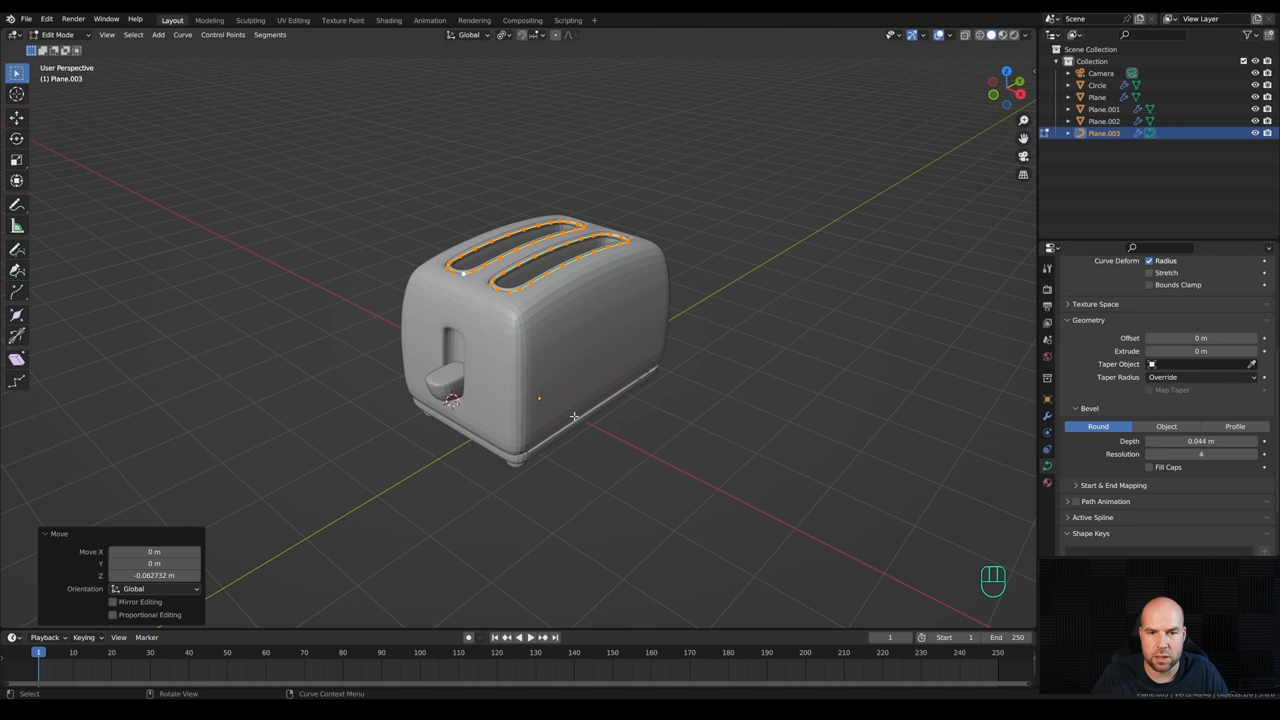 File Edit Render Window Help Layout Modeling Sculpting UV Editing Texture Paint Shading Animation Rendering Compositing Scripting + Scene View Layer
Edit Mode View Select Add Curve Control Points Segments Global
User Perspective
(1) Plane.003
Scene Collection
Collection
Camera
Circle
Plane
Plane.001
Plane.002
Plane.003
Curve Deform Radius
Stretch
Bounds Clamp
Texture Space
Geometry
Offset 0 m
Extrude 0 m
Taper Object
Taper Radius Override
Map Taper
Bevel
Round Object Profile
Depth 0.044 m
Resolution 4
Fill Caps
Start & End Mapping
Path Animation
Active Spline
Shape Keys
Move
Move X 0 m
Y 0 m
Z -0.062732 m
Orientation Global
Mirror Editing
Proportional Editing
Playback Keying View Marker 1 Start 1 End 250
1 10 20 30 40 50 60 70 80 90 100 110 120 130 140 150 160 170 180 190 200 210 220 230 240 250
Select Rotate View Curve Context Menu